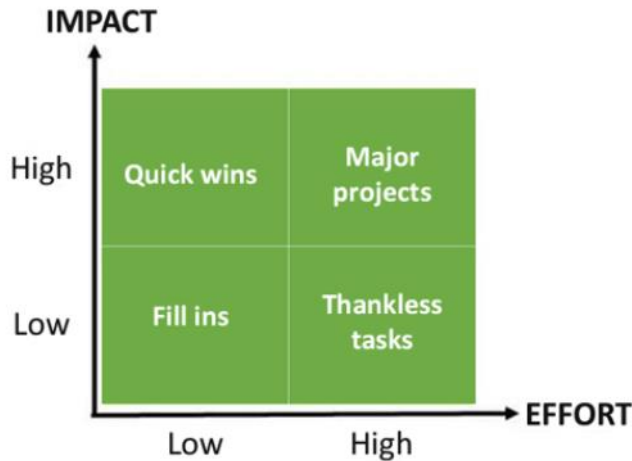 IMPACT
High
Quick wins
Major
projects
Low
Fill ins
Thankless
tasks
EFFORT
Low
High